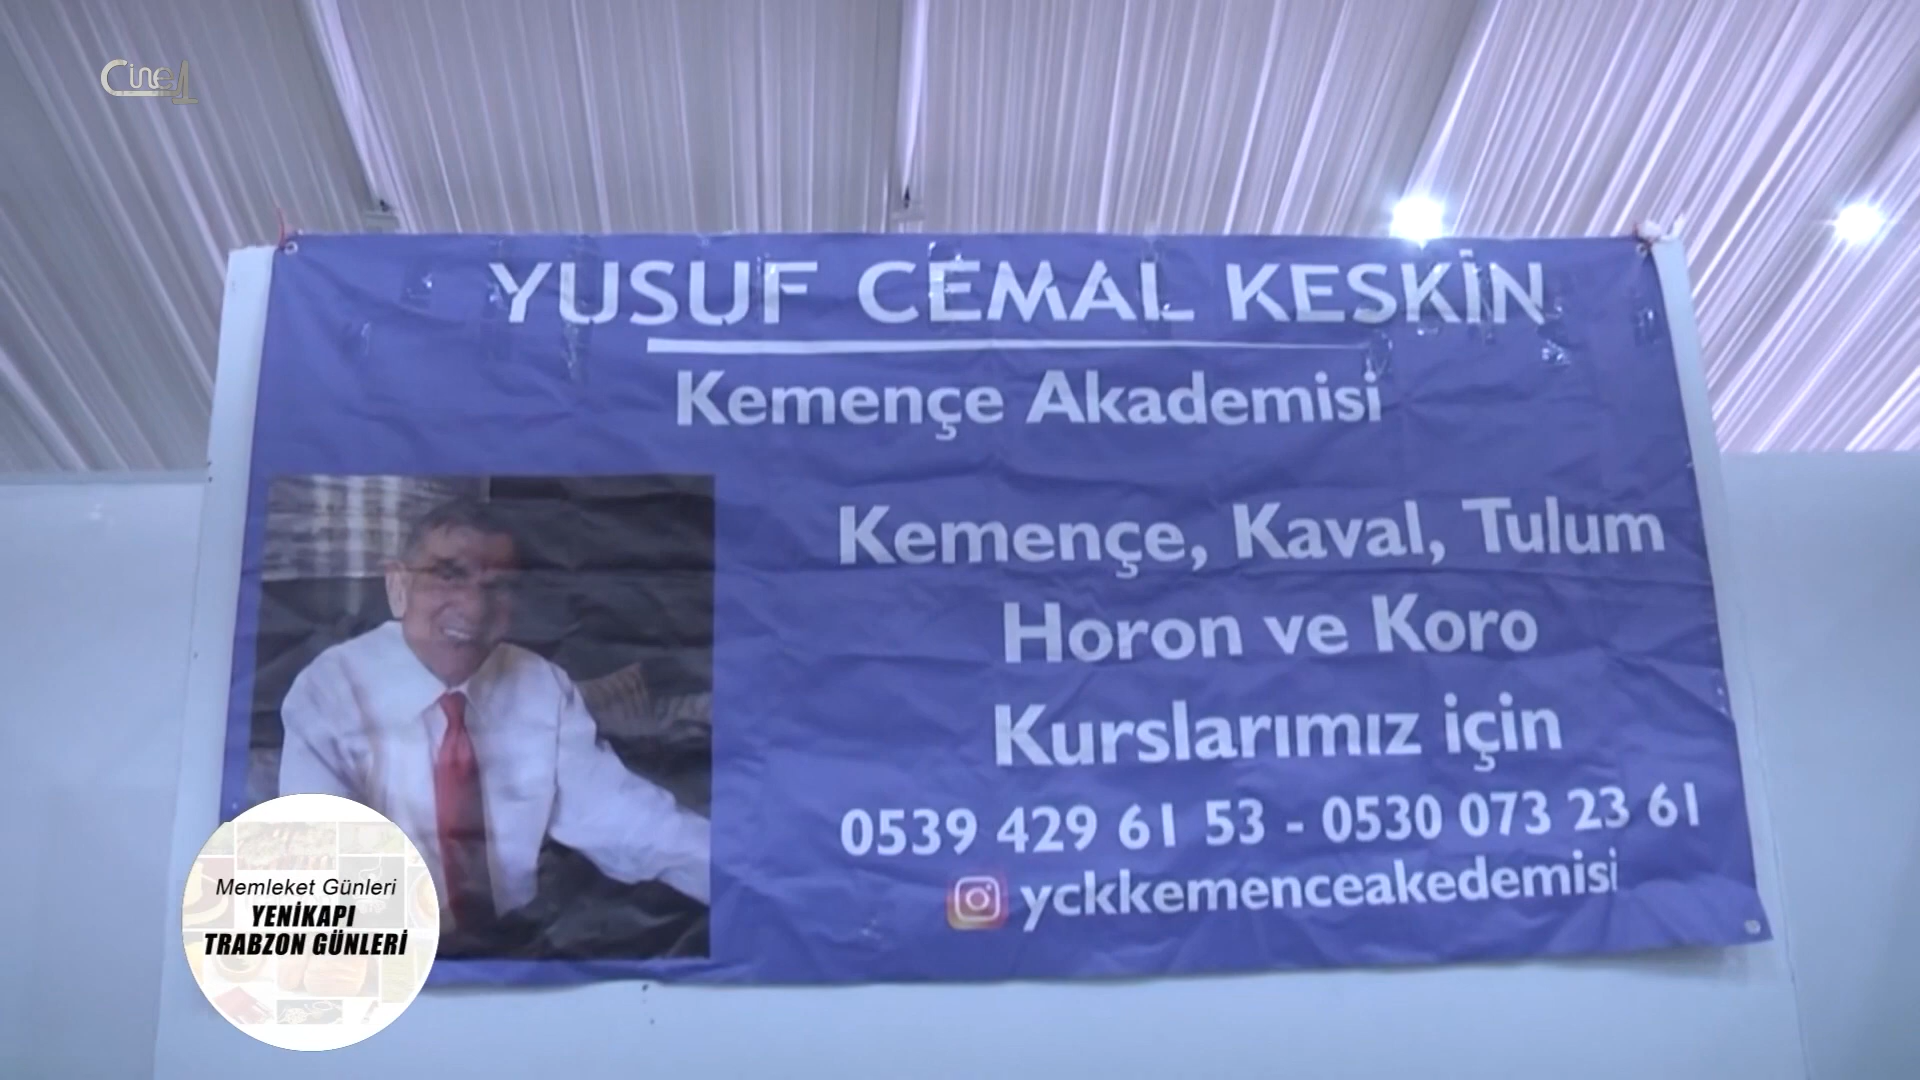 Cine1
YUSUF CEMAL KESKİN
Kemençe Akademisi
Kemençe, Kaval, Tulum
Horon ve Koro
Kurslarımız için
0539 429 61 53 - 0530 073 23 61
yckkemenceakedemisi
Memleket Günleri
YENİKAPI
TRABZON GÜNLERİ